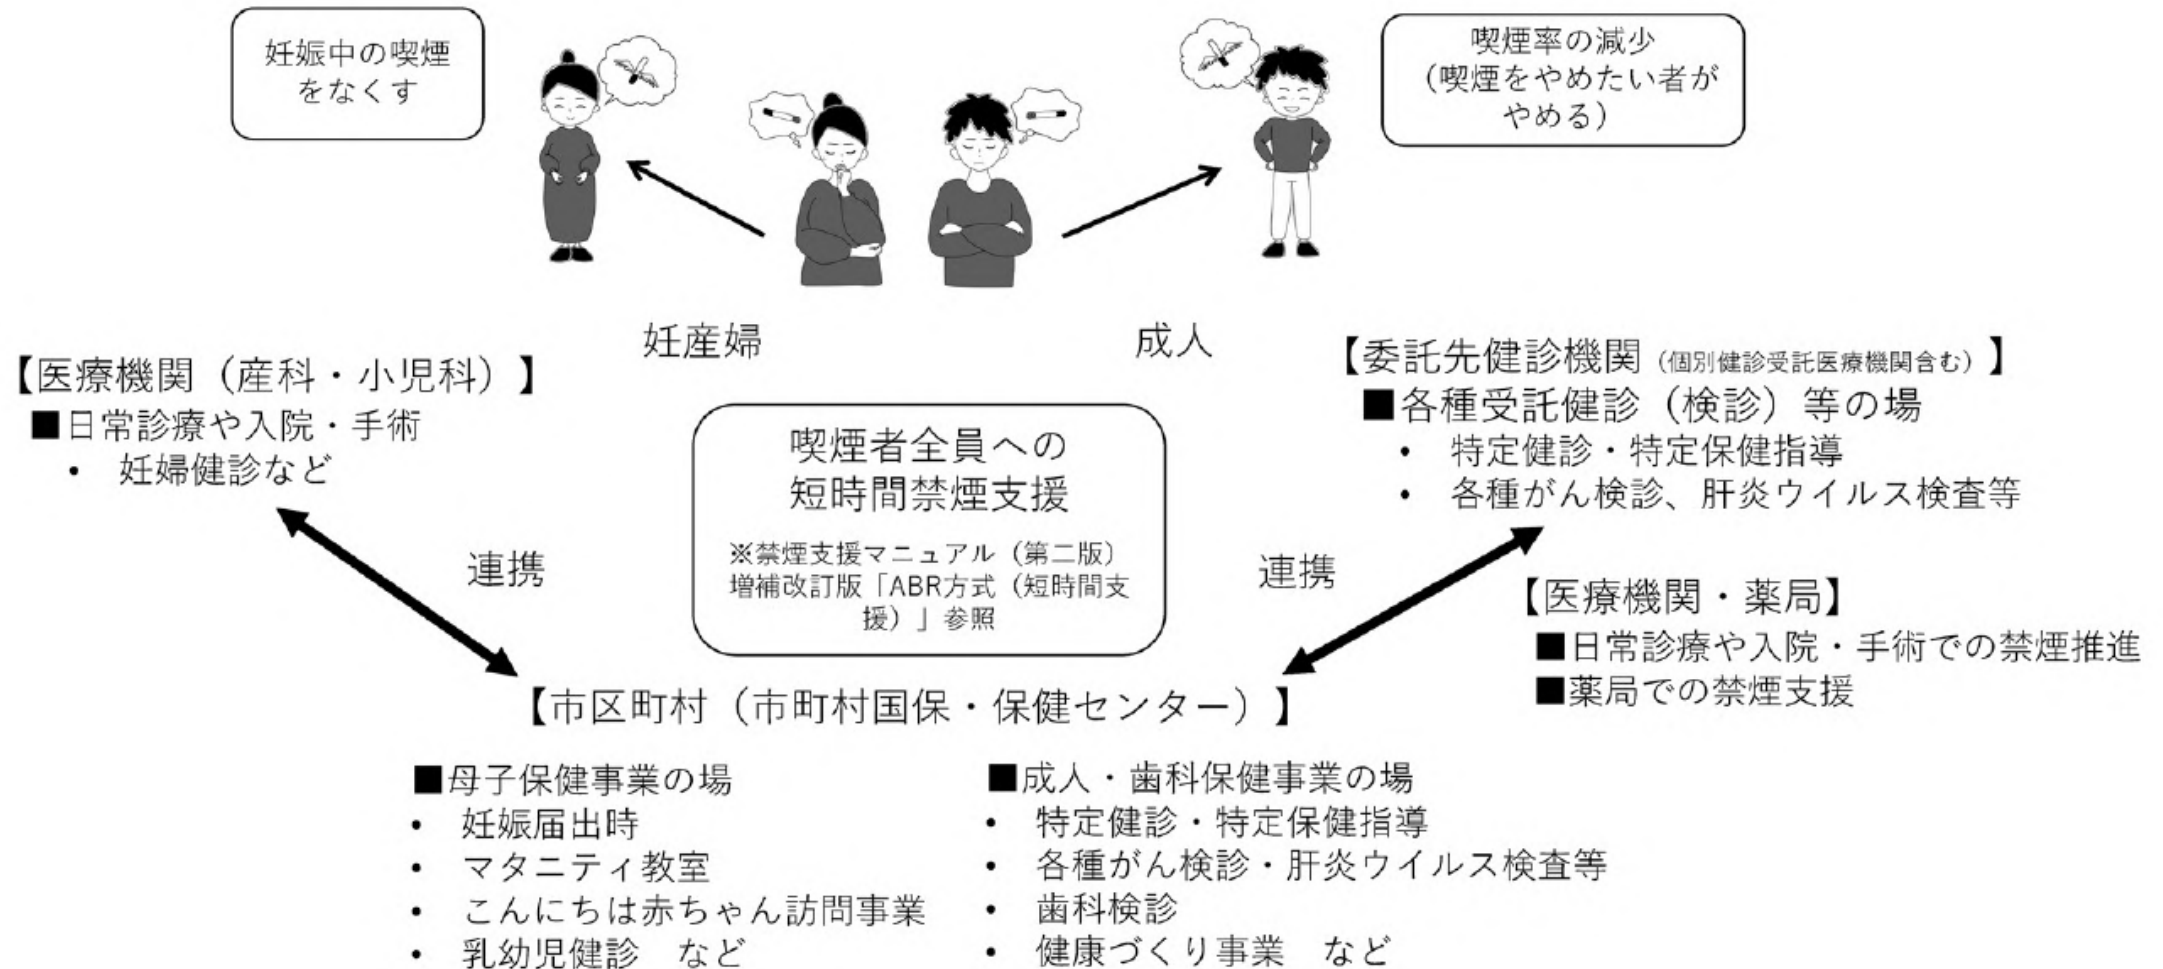 妊娠中の喫煙
をなくす
喫煙率の減少
（喫煙をやめたい者が
やめる）
妊産婦
成人
【医療機関（産科・小児科）】
■日常診療や入院・手術
• 妊婦健診など
連携
喫煙者全員への
短時間禁煙支援
※禁煙支援マニュアル（第二版）
増補改訂版「ABR方式（短時間支
援）」参照
連携
【委託先健診機関（個別健診受託医療機関含む）】
■各種受託健診（検診）等の場
• 特定健診・特定保健指導
• 各種がん検診、肝炎ウイルス検査等
【医療機関・薬局】
■日常診療や入院・手術での禁煙推進
■薬局での禁煙支援
【市区町村（市町村国保・保健センター）】
■母子保健事業の場
• 妊娠届出時
• マタニティ教室
• こんにちは赤ちゃん訪問事業
• 乳幼児健診　など
■成人・歯科保健事業の場
• 特定健診・特定保健指導
• 各種がん検診・肝炎ウイルス検査等
• 歯科検診
• 健康づくり事業　など